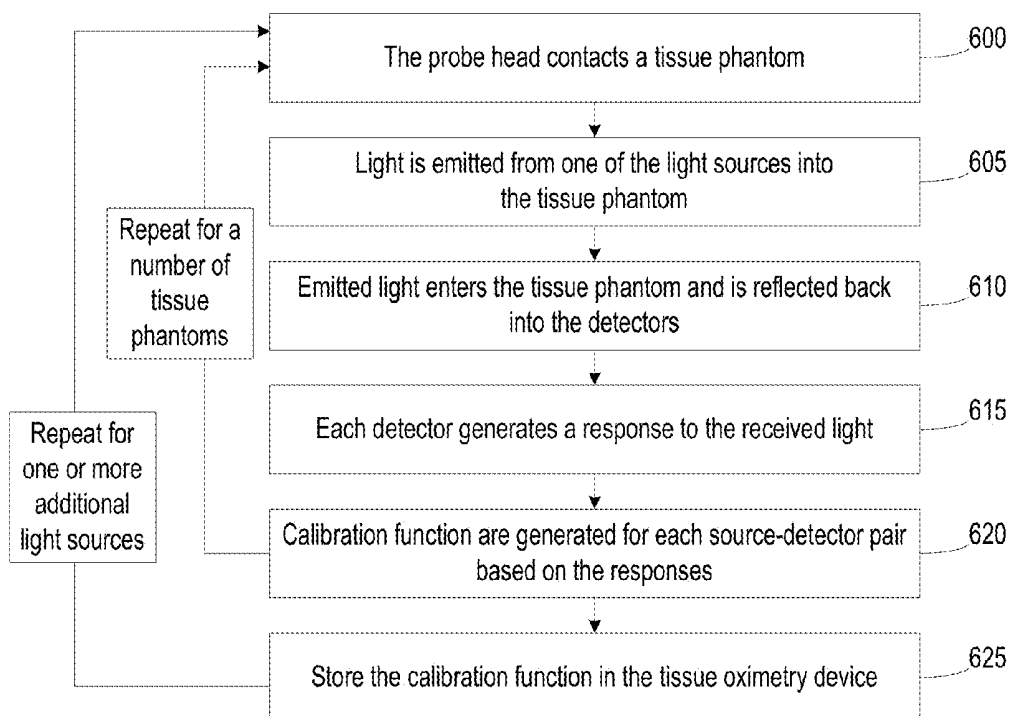 The probe head contacts a tissue phantom
600
Light is emitted from one of the light sources into
the tissue phantom
605
Emitted light enters the tissue phantom and is reflected back
into the detectors
610
Each detector generates a response to the received light
615
Calibration function are generated for each source-detector pair
based on the responses
620
Store the calibration function in the tissue oximetry device
625
Repeat for a
number of
tissue
phantoms
Repeat for
one or more
additional
light sources